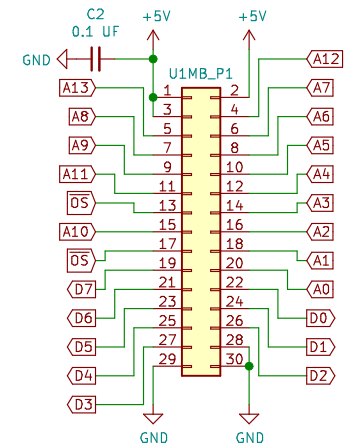 C2 +5V +5V
0.1 UF
GND A12
U1MB_P1
A13 1 2 A7
3 4
A8 5 6 A6
A9 7 8 A5
9 10
A11 11 12 A4
O̅S̅ 13 14 A3
A10 15 16 A2
17 18
O̅S̅ 19 20 A1
D7 21 22 A0
D6 23 24 D0
D5 25 26 D1
D4 27 28 D2
29 30
D3
GND GND